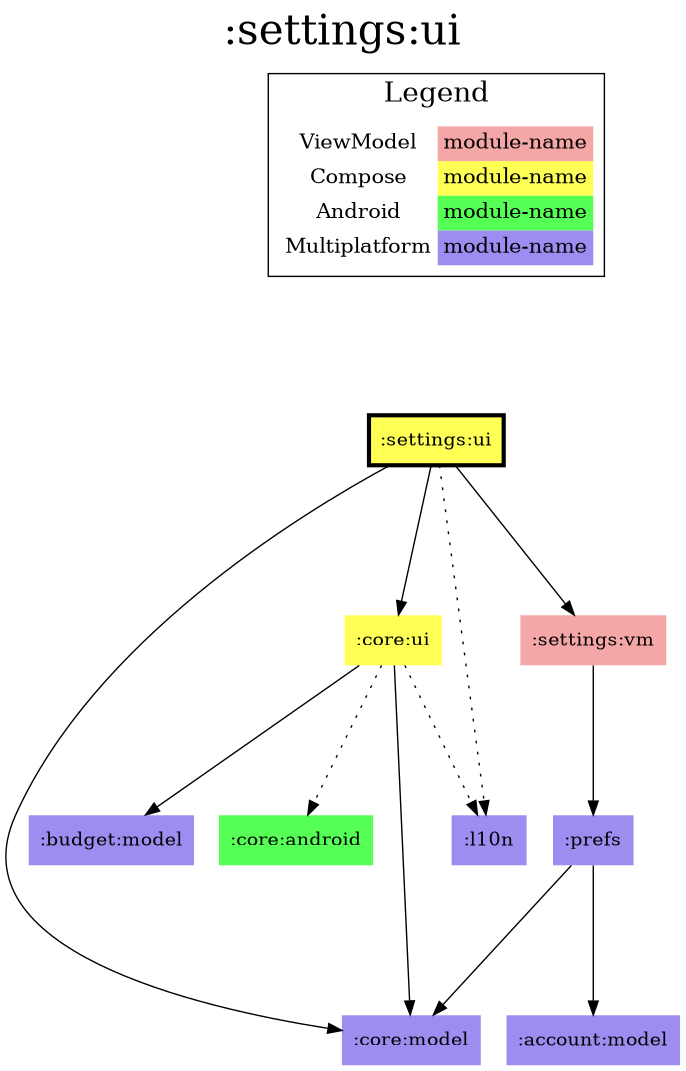 :settings:ui
Legend
ViewModel module-name
Compose module-name
Android module-name
Multiplatform module-name
:settings:ui
:core:ui
:settings:vm
:budget:model
:core:android
:l10n
:prefs
:core:model
:account:model